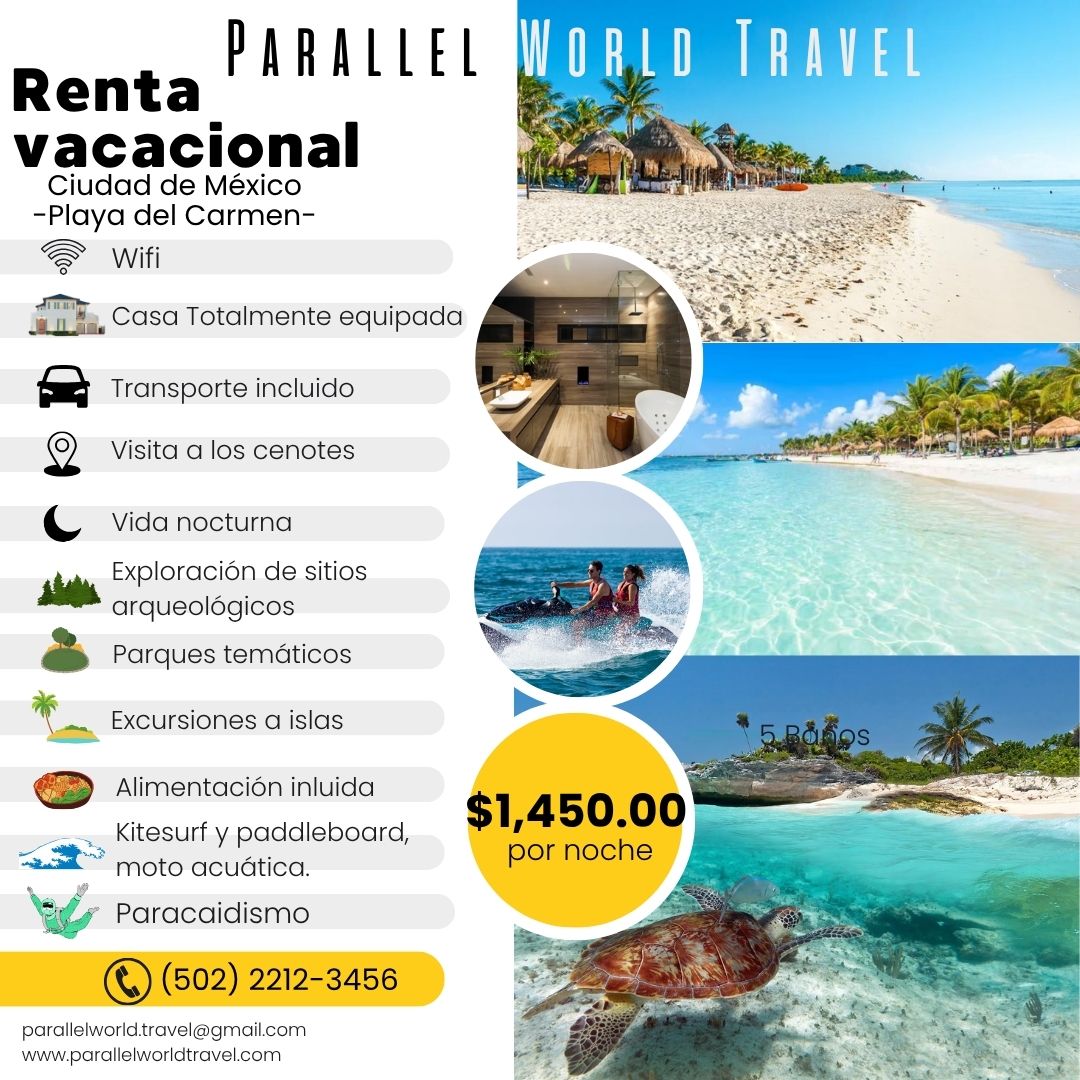 PARALLEL WORLD TRAVEL
Renta
vacacional
Ciudad de México
-Playa del Carmen-
Wifi
Casa Totalmente equipada
Transporte incluido
Visita a los cenotes
Vida nocturna
Exploración de sitios
arqueológicos
Parques temáticos
Excursiones a islas
Alimentación inluida
Kitesurf y paddleboard,
moto acuática.
Paracaidismo
5 Baños
$1,450.00
por noche
(502) 2212-3456
parallelworld.travel@gmail.com
www.parallelworldtravel.com